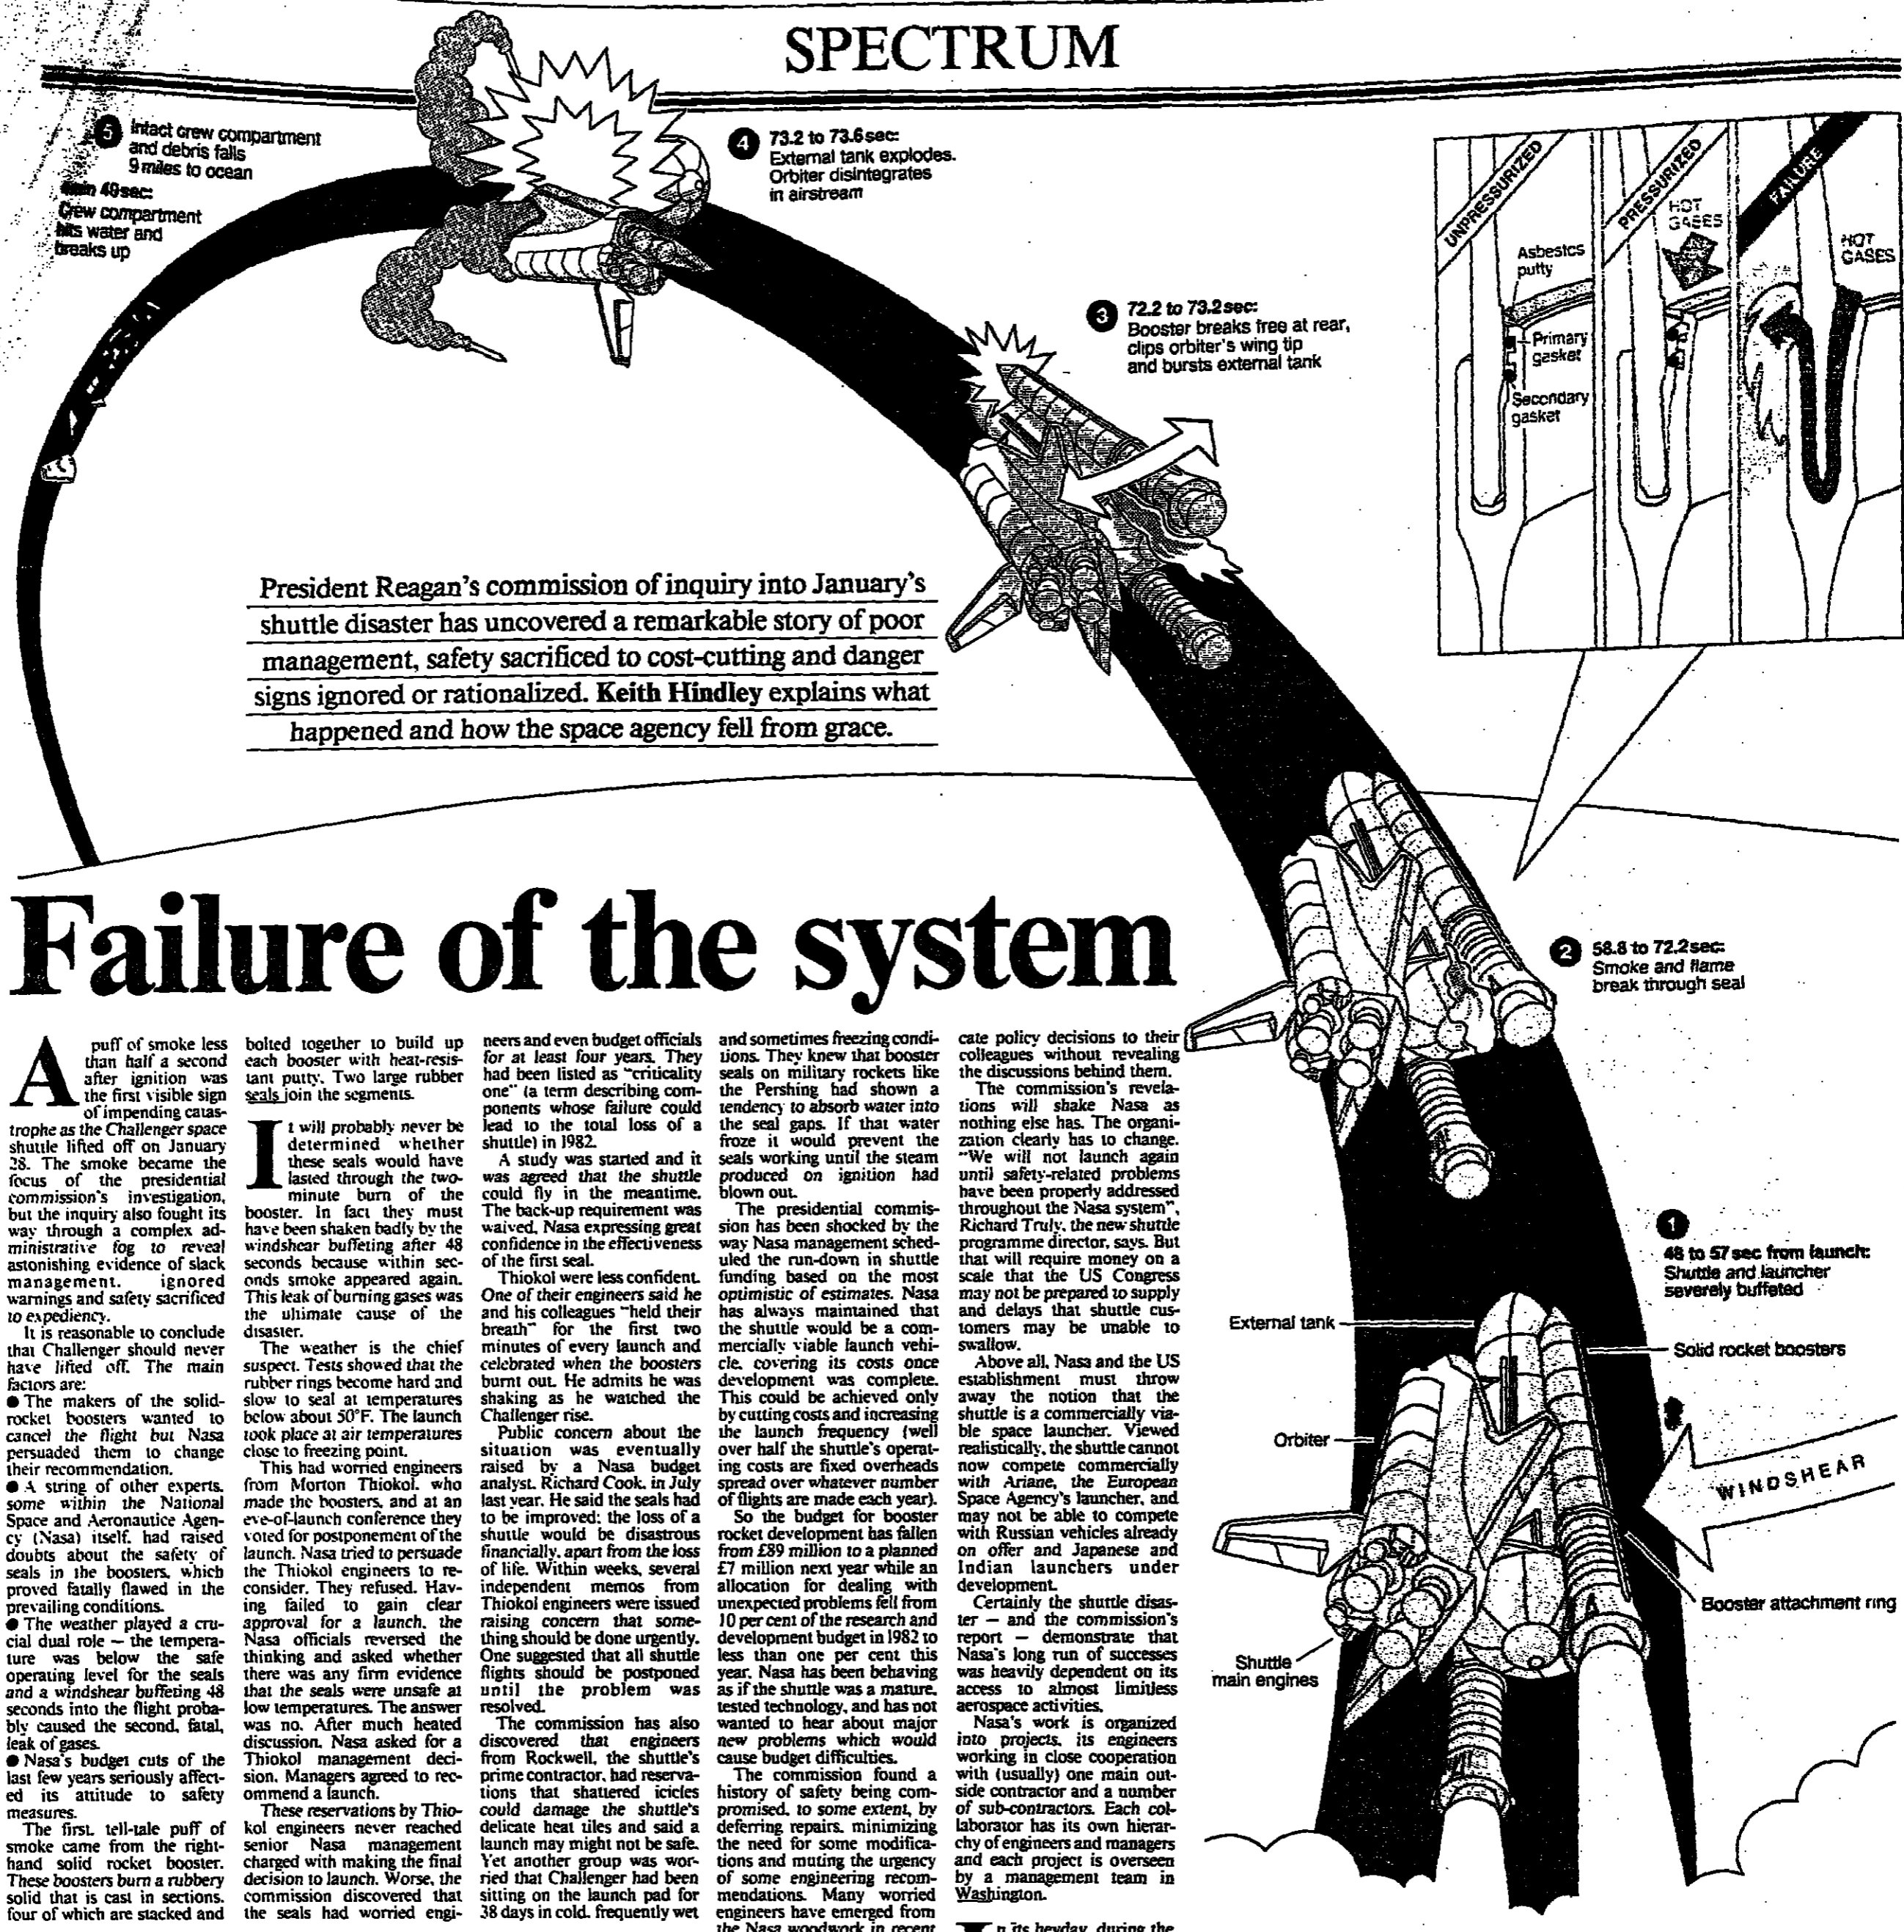 SPECTRUM
5 Intact crew compartment
and debris falls
9 miles to ocean
49sec:
Crew compartment
hits water and
breaks up
4 73.2 to 73.6sec:
External tank explodes.
Orbiter disintegrates
in airstream
3 72.2 to 73.2sec:
Booster breaks free at rear,
clips orbiter's wing tip
and bursts external tank
UNPRESSURIZED
Asbestos
putty
Primary
gasket
Secondary
gasket
PRESSURIZED
HOT
GASES
FAILURE
HOT
GASES
President Reagan's commission of inquiry into January's
shuttle disaster has uncovered a remarkable story of poor
management, safety sacrificed to cost-cutting and danger
signs ignored or rationalized. Keith Hindley explains what
happened and how the space agency fell from grace.
Failure of the system
2 58.8 to 72.2sec:
Smoke and flame
break through seal
1
48 to 57 sec from launch:
Shuttle and launcher
severely buffeted
External tank
Solid rocket boosters
Orbiter
WINDSHEAR
Booster attachment ring
Shuttle
main engines
A puff of smoke less
than half a second
after ignition was
the first visible sign
of impending catas-
trophe as the Challenger space
shuttle lifted off on January
28. The smoke became the
focus of the presidential
commission's investigation,
but the inquiry also fought its
way through a complex ad-
ministrative fog to reveal
astonishing evidence of slack
management, ignored
warnings and safety sacrificed
to expediency.
It is reasonable to conclude
that Challenger should never
have lifted off. The main
factors are:
● The makers of the solid-
rocket boosters wanted to
cancel the flight but Nasa
persuaded them to change
their recommendation.
● A string of other experts,
some within the National
Space and Aeronautice Agen-
cy (Nasa) itself, had raised
doubts about the safety of
seals in the boosters, which
proved fatally flawed in the
prevailing conditions.
● The weather played a cru-
cial dual role — the tempera-
ture was below the safe
operating level for the seals
and a windshear buffeting 48
seconds into the flight proba-
bly caused the second, fatal,
leak of gases.
● Nasa's budget cuts of the
last few years seriously affect-
ed its attitude to safety
measures.
The first tell-tale puff of
smoke came from the right-
hand solid rocket booster.
These boosters burn a rubbery
solid that is cast in sections,
four of which are stacked and
bolted together to build up
each booster with heat-resis-
tant putty. Two large rubber
seals join the segments.
It will probably never be
determined whether
these seals would have
lasted through the two-
minute burn of the
booster. In fact they must
have been shaken badly by the
windshear buffeting after 48
seconds because within sec-
onds smoke appeared again.
This leak of burning gases was
the ultimate cause of the
disaster.
The weather is the chief
suspect. Tests showed that the
rubber rings become hard and
slow to seal at temperatures
below about 50°F. The launch
took place at air temperatures
close to freezing point.
This had worried engineers
from Morton Thiokol, who
made the boosters, and at an
eve-of-launch conference they
voted for postponement of the
launch. Nasa tried to persuade
the Thiokol engineers to re-
consider. They refused. Hav-
ing failed to gain clear
approval for a launch, the
Nasa officials reversed the
thinking and asked whether
there was any firm evidence
that the seals were unsafe at
low temperatures. The answer
was no. After much heated
discussion, Nasa asked for a
Thiokol management deci-
sion. Managers agreed to rec-
ommend a launch.
These reservations by Thio-
kol engineers never reached
senior Nasa management
charged with making the final
decision to launch. Worse, the
commission discovered that
the seals had worried engi-
neers and even budget officials
for at least four years. They
had been listed as "criticality
one" (a term describing com-
ponents whose failure could
lead to the total loss of a
shuttle) in 1982.
A study was started and it
was agreed that the shuttle
could fly in the meantime.
The back-up requirement was
waived, Nasa expressing great
confidence in the effectiveness
of the first seal.
Thiokol were less confident.
One of their engineers said he
and his colleagues "held their
breath" for the first two
minutes of every launch and
celebrated when the boosters
burnt out. He admits he was
shaking as he watched the
Challenger rise.
Public concern about the
situation was eventually
raised by a Nasa budget
analyst, Richard Cook, in July
last year. He said the seals had
to be improved; the loss of a
shuttle would be disastrous
financially, apart from the loss
of life. Within weeks, several
independent memos from
Thiokol engineers were issued
raising concern that some-
thing should be done urgently.
One suggested that all shuttle
flights should be postponed
until the problem was
resolved.
The commission has also
discovered that engineers
from Rockwell, the shuttle's
prime contractor, had reserva-
tions that shattered icicles
could damage the shuttle's
delicate heat tiles and said a
launch may might not be safe.
Yet another group was wor-
ried that Challenger had been
sitting on the launch pad for
38 days in cold, frequently wet
and sometimes freezing condi-
tions. They knew that booster
seals on military rockets like
the Pershing had shown a
tendency to absorb water into
the seal gaps. If that water
froze it would prevent the
seals working until the steam
produced on ignition had
blown out.
The presidential commis-
sion has been shocked by the
way Nasa management sched-
uled the run-down in shuttle
funding based on the most
optimistic of estimates. Nasa
has always maintained that
the shuttle would be a com-
mercially viable launch vehi-
cle, covering its costs once
development was complete.
This could be achieved only
by cutting costs and increasing
the launch frequency (well
over half the shuttle's operat-
ing costs are fixed overheads
spread over whatever number
of flights are made each year).
So the budget for booster
rocket development has fallen
from £89 million to a planned
£7 million next year while an
allocation for dealing with
unexpected problems fell from
10 per cent of the research and
development budget in 1982 to
less than one per cent this
year. Nasa has been behaving
as if the shuttle was a mature,
tested technology, and has not
wanted to hear about major
new problems which would
cause budget difficulties.
The commission found a
history of safety being com-
promised, to some extent, by
deferring repairs, minimizing
the need for some modifica-
tions and muting the urgency
of some engineering recom-
mendations. Many worried
engineers have emerged from
the Nasa woodwork in recent
cate policy decisions to their
colleagues without revealing
the discussions behind them.
The commission's revela-
tions will shake Nasa as
nothing else has. The organi-
zation clearly has to change.
"We will not launch again
until safety-related problems
have been properly addressed
throughout the Nasa system",
Richard Truly, the new shuttle
programme director, says. But
that will require money on a
scale that the US Congress
may not be prepared to supply
and delays that shuttle cus-
tomers may be unable to
swallow.
Above all, Nasa and the US
establishment must throw
away the notion that the
shuttle is a commercially via-
ble space launcher. Viewed
realistically, the shuttle cannot
now compete commercially
with Ariane, the European
Space Agency's launcher, and
may not be able to compete
with Russian vehicles already
on offer and Japanese and
Indian launchers under
development.
Certainly the shuttle disas-
ter — and the commission's
report — demonstrate that
Nasa's long run of successes
was heavily dependent on its
access to almost limitless
aerospace activities.
Nasa's work is organized
into projects, its engineers
working in close cooperation
with (usually) one main out-
side contractor and a number
of sub-contractors. Each col-
laborator has its own hierar-
chy of engineers and managers
and each project is overseen
by a management team in
Washington.
In its heyday, during the